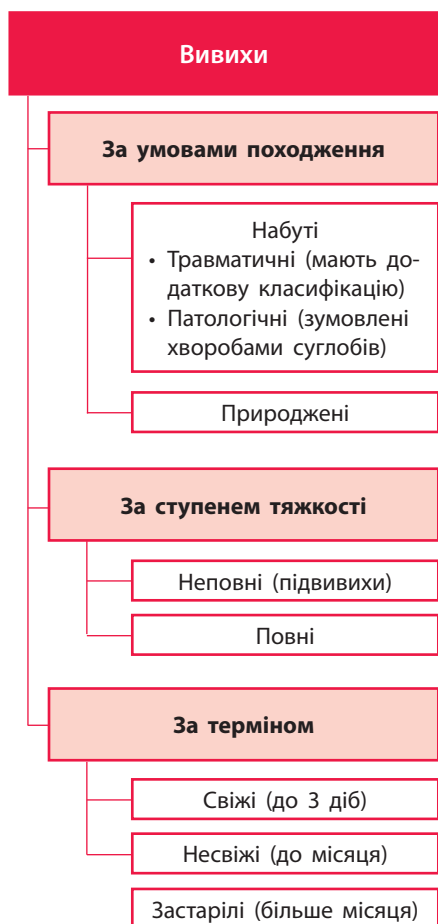 Вивихи
За умовами походження
Набуті
• Травматичні (мають до-
даткову класифікацію)
• Патологічні (зумовлені
хворобами суглобів)
Природжені
За ступенем тяжкості
Неповні (підвивихи)
Повні
За терміном
Свіжі (до 3 діб)
Несвіжі (до місяця)
Застарілі (більше місяця)